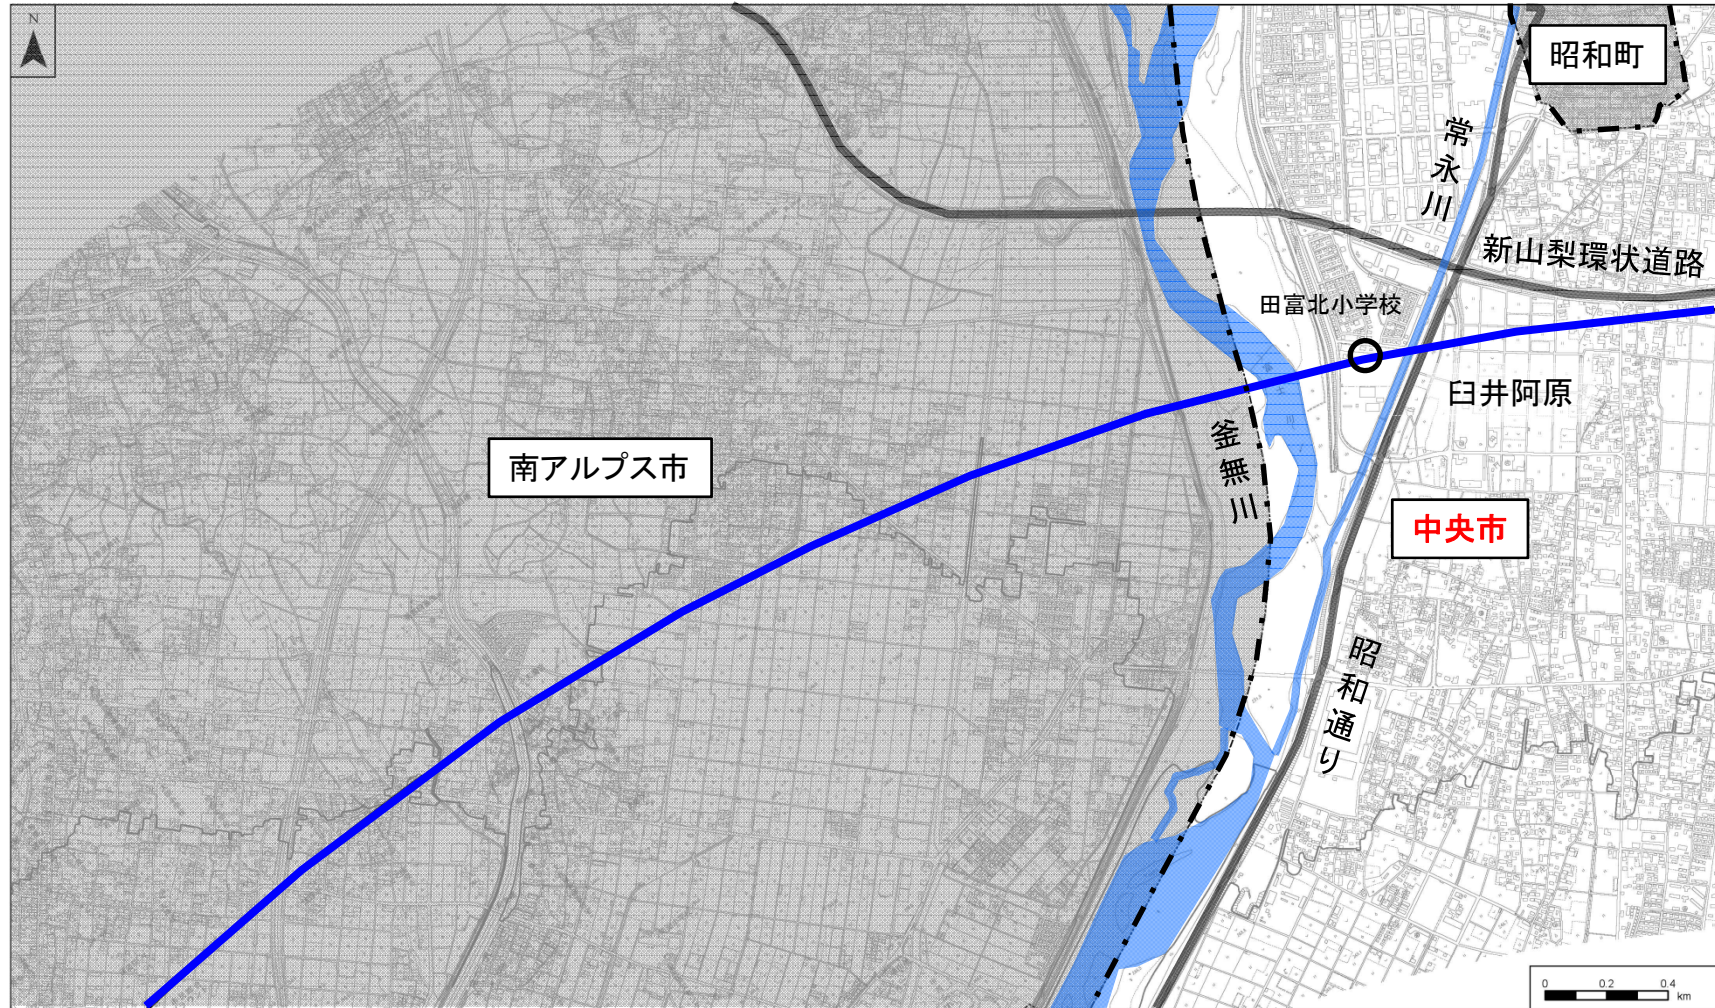 N
昭和町
常永川
新山梨環状道路
田富北小学校
臼井阿原
釜無川
南アルプス市
中央市
昭和通り
0 0.2 0.4
km